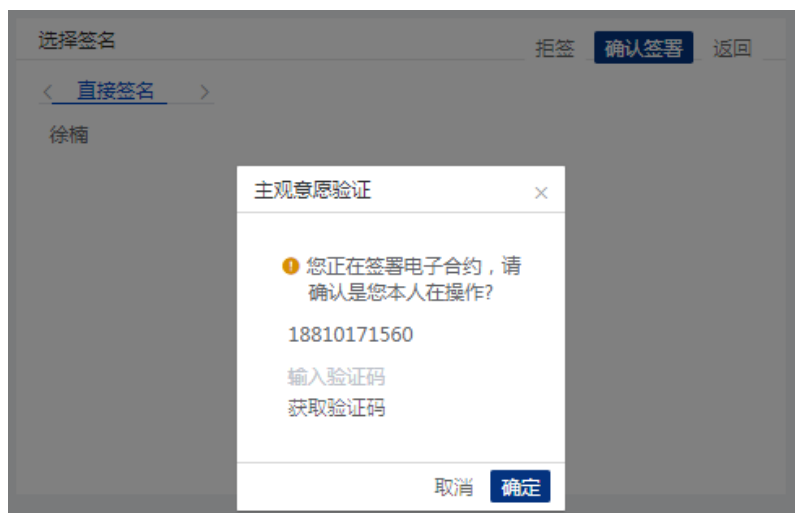 选择签名
拒签 确认签署 返回
< 直接签名 >
徐楠
主观意愿验证 ×
您正在签署电子合约，请
确认是您本人在操作?
18810171560
输入验证码
获取验证码
取消 确定